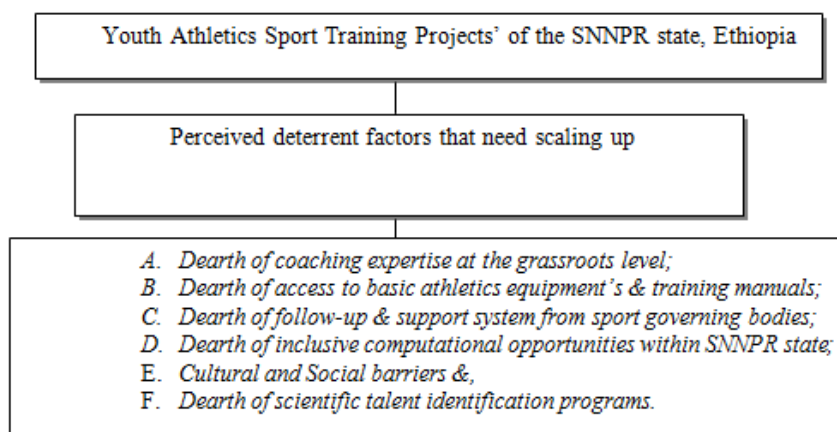 Youth Athletics Sport Training Projects’ of the SNNPR state, Ethiopia
Perceived deterrent factors that need scaling up
A. Dearth of coaching expertise at the grassroots level;
B. Dearth of access to basic athletics equipment’s & training manuals;
C. Dearth of follow-up & support system from sport governing bodies;
D. Dearth of inclusive computational opportunities within SNNPR state;
E. Cultural and Social barriers &,
F. Dearth of scientific talent identification programs.